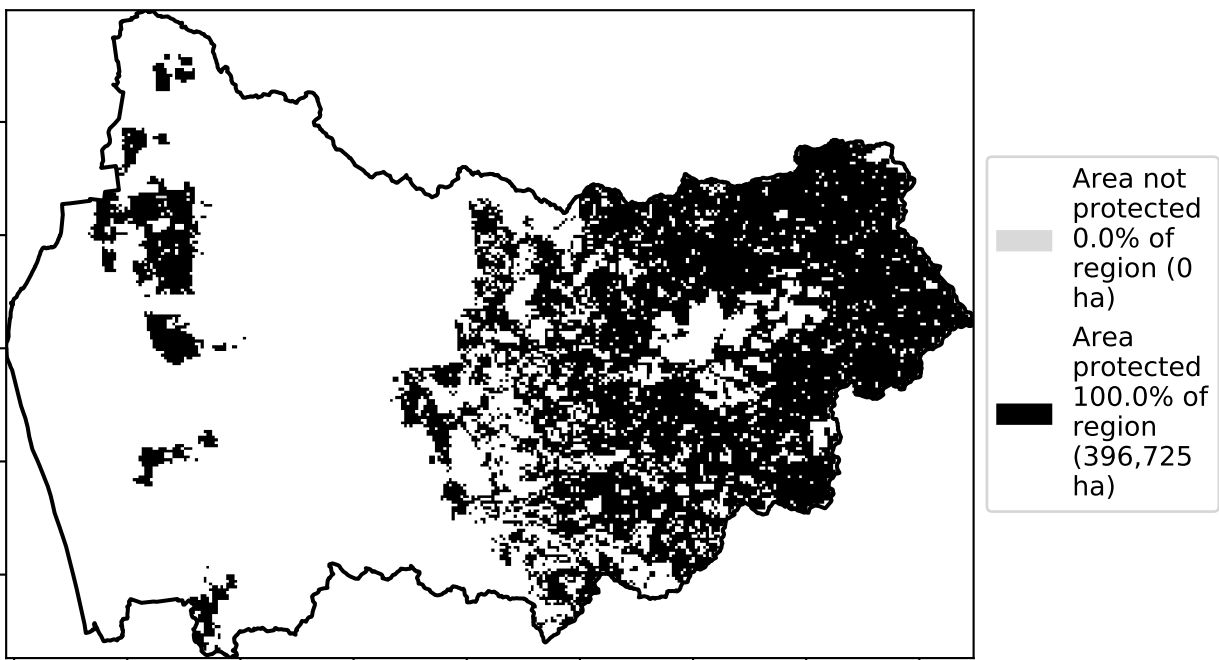 Area not
protected
0.0% of
region (0
ha)
Area
protected
100.0% of
region
(396,725
ha)